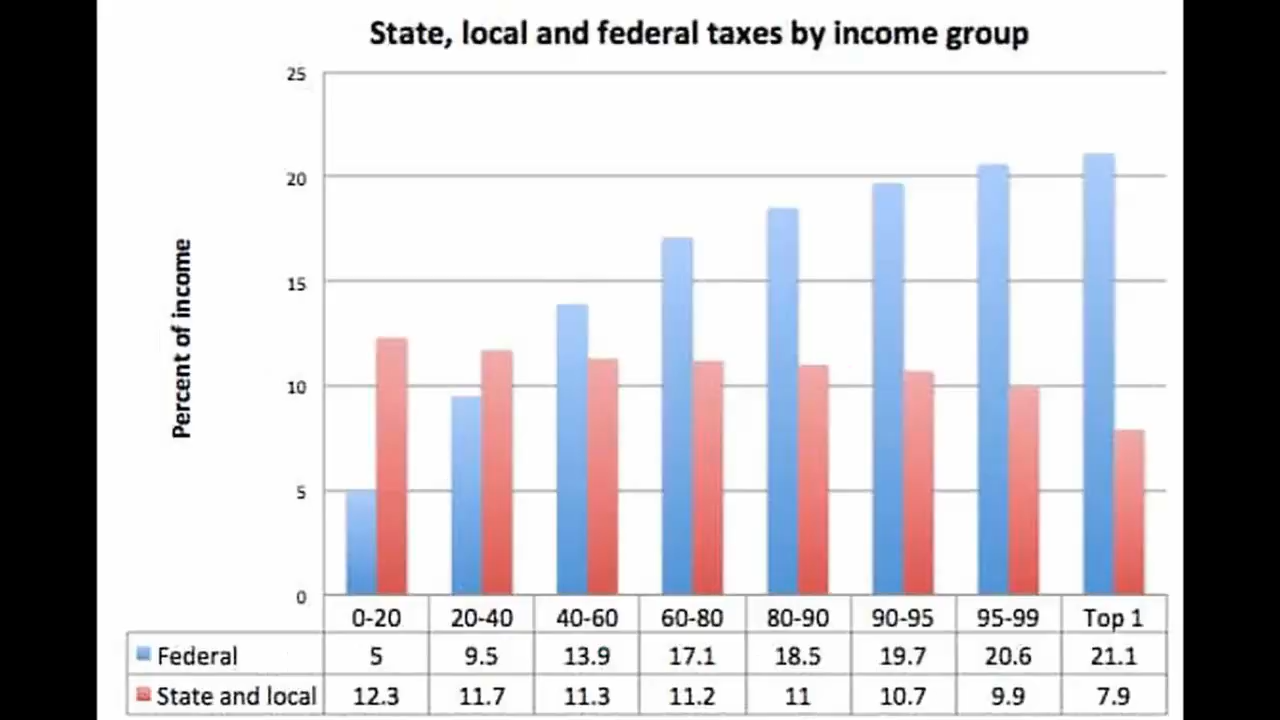 State, local and federal taxes by income group
Percent of income
25
20
15
10
5
0
0-20 20-40 40-60 60-80 80-90 90-95 95-99 Top 1
Federal 5 9.5 13.9 17.1 18.5 19.7 20.6 21.1
State and local 12.3 11.7 11.3 11.2 11 10.7 9.9 7.9